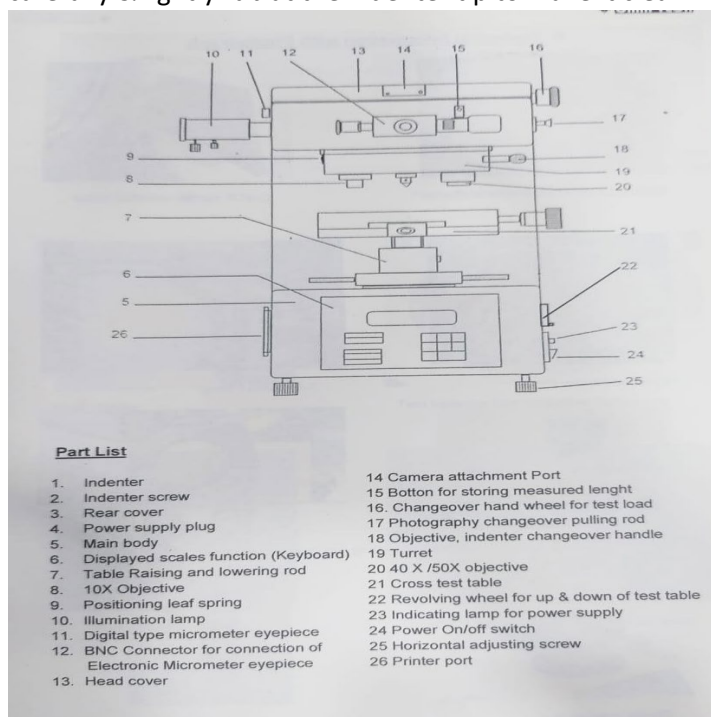 10 11 12 13 14 15 16
17
9 18
19
8 20
7
21
6 22
5
23
26
24
25
Part List
1. Indenter
2. Indenter screw
3. Rear cover
4. Power supply plug
5. Main body
6. Displayed scales function (Keyboard)
7. Table Raising and lowering rod
8. 10X Objective
9. Positioning leaf spring
10. Illumination lamp
11. Digital type micrometer eyepiece
12. BNC Connector for connection of
Electronic Micrometer eyepiece
13. Head cover
14 Camera attachment Port
15 Botton for storing measured lenght
16. Changeover hand wheel for test load
17 Photography changeover pulling rod
18 Objective, indenter changeover handle
19 Turret
20 40 X /50X objective
21 Cross test table
22 Revolving wheel for up & down of test table
23 Indicating lamp for power supply
24 Power On/off switch
25 Horizontal adjusting screw
26 Printer port